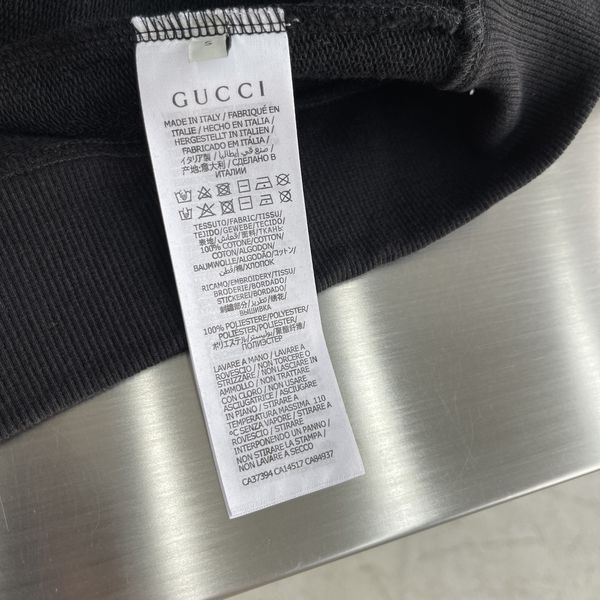 S
GUCCI
MADE IN ITALY / FABRIQUÉ EN
ITALIE / HECHO EN ITALIA /
HERGESTELLT IN ITALIEN /
FABRICADO EM ITÁLIA /
イタリア製 / صنع في إيطاليا /
产地:意大利 / СДЕЛАНО В
ИТАЛИИ
TESSUTO/FABRIC/TISSU/
TEJIDO/GEWEBE/TECIDO/
表地/قماش/面料/ТКАНЬ
100% COTONE/COTTON/
COTON/ALGODON/
BAUMWOLLE/ALGODÃO/コットン/
قطن/棉/ХЛОПОК
RICAMO/EMBROIDERY/TISSU/
BRODERIE/BORDADO/
STICKEREI/BORDADO/
刺繍部分/تطريز/绣花/
ВЫШИВКА
100% POLIESTERE/POLYESTER/
POLIESTER/POLYESTER/
ポリエステル/بوليستر/聚酯纤维/
ПОЛИЭСТЕР
LAVARE A MANO / LAVARE A
ROVESCIO / NON TORCERE O
STRIZZARE / NON LASCIARE IN
AMMOLLO / NON TRATTARE
CON CLORO / NON USARE
ASCIUGATRICE / ASCIUGARE
IN PIANO / STIRARE A
TEMPERATURA MASSIMA 110
°C SENZA VAPORE / STIRARE A
ROVESCIO / STIRARE
INTERPONENDO UN PANNO /
NON STIRARE LA STAMPA /
NON LAVARE A SECCO
CA37394 CA14517 CA84937